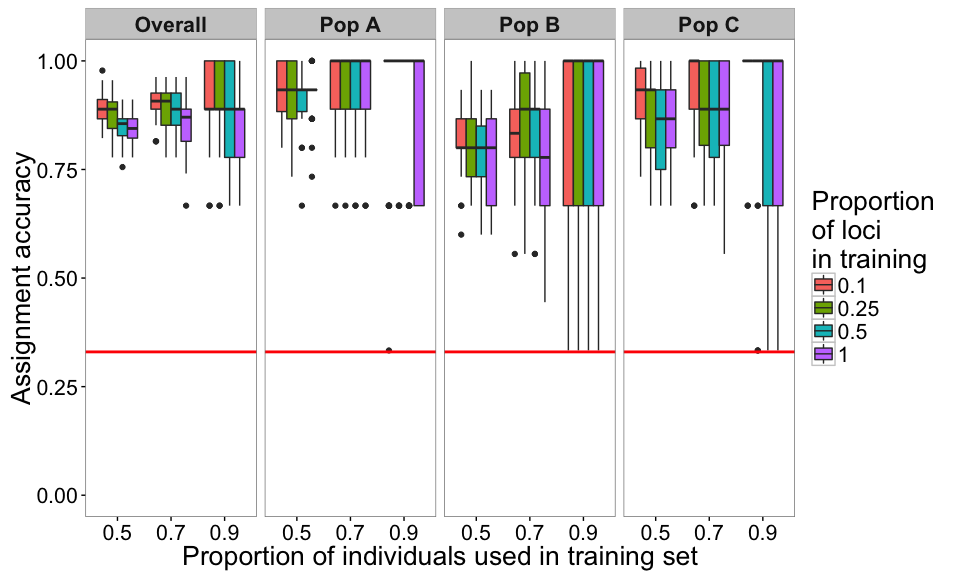 Overall Pop A Pop B Pop C
1.00
0.75
0.50
0.25
0.00
Assignment accuracy
0.5 0.7 0.9 0.5 0.7 0.9 0.5 0.7 0.9 0.5 0.7 0.9
Proportion of individuals used in training set
Proportion
of loci
in training
0.1
0.25
0.5
1